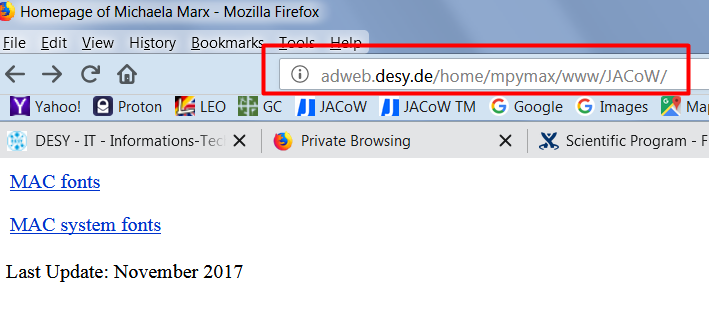 Homepage of Michaela Marx - Mozilla Firefox
File Edit View History Bookmarks Tools Help
adweb.desy.de/home/mpymax/www/JACoW/
Yahoo! Proton LEO GC JACoW JACoW TM Google Images Map
DESY - IT - Informations-Tec Private Browsing Scientific Program - F
MAC fonts
MAC system fonts
Last Update: November 2017